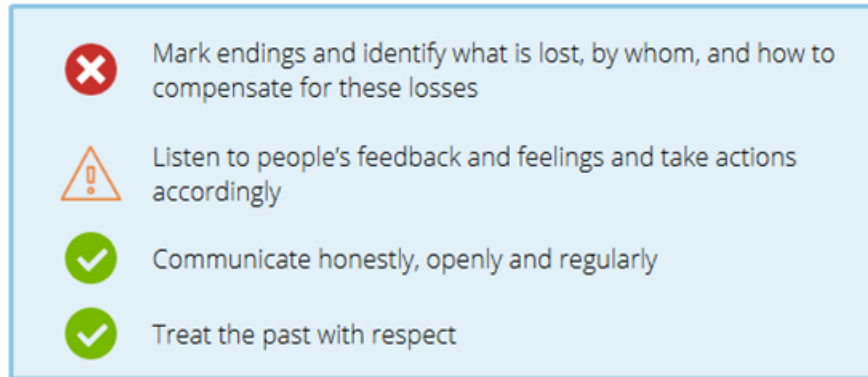 Mark endings and identify what is lost, by whom, and how to
compensate for these losses
Listen to people's feedback and feelings and take actions
accordingly
Communicate honestly, openly and regularly
Treat the past with respect